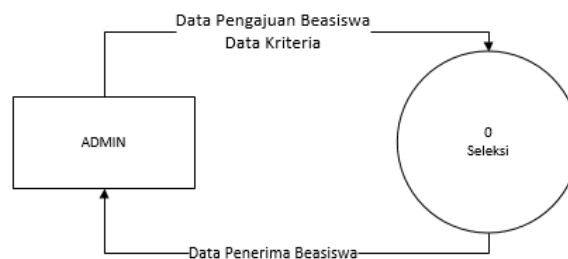 Data Pengajuan Beasiswa
Data Kriteria
ADMIN
0
Seleksi
Data Penerima Beasiswa